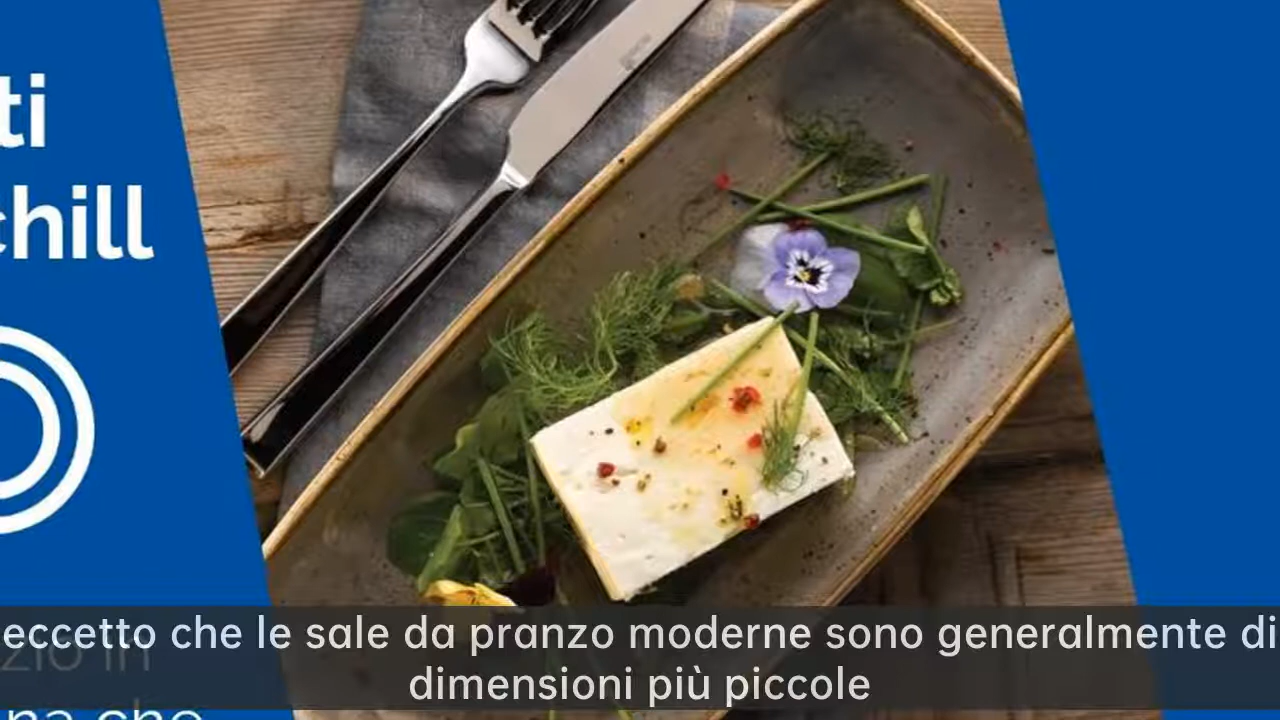 ti
chill
eccetto che le sale da pranzo moderne sono generalmente di
dimensioni più piccole